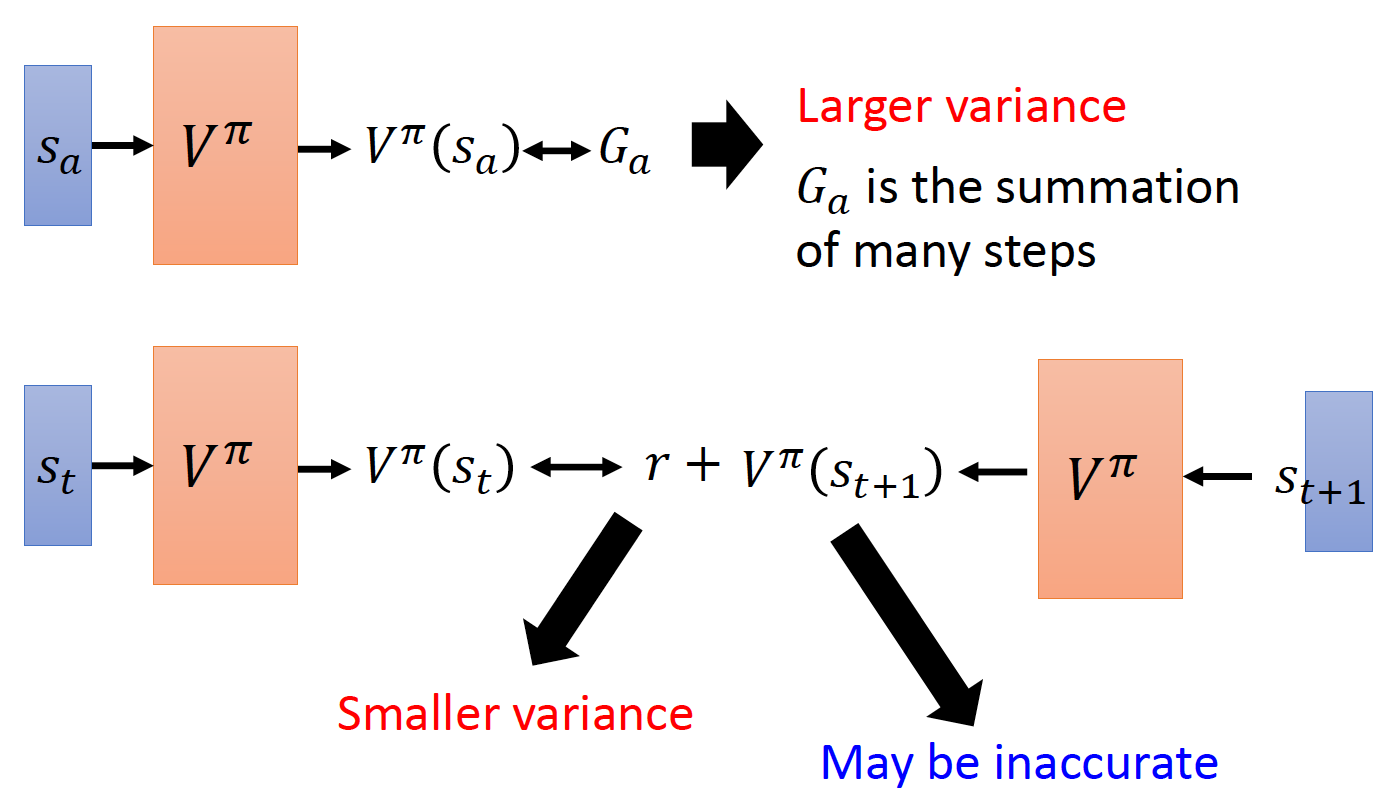 s_a
V^π
V^π(s_a) ↔ G_a
Larger variance
G_a is the summation
of many steps
s_t
V^π
V^π(s_t) ↔ r + V^π(s_{t+1})
V^π
s_{t+1}
Smaller variance
May be inaccurate